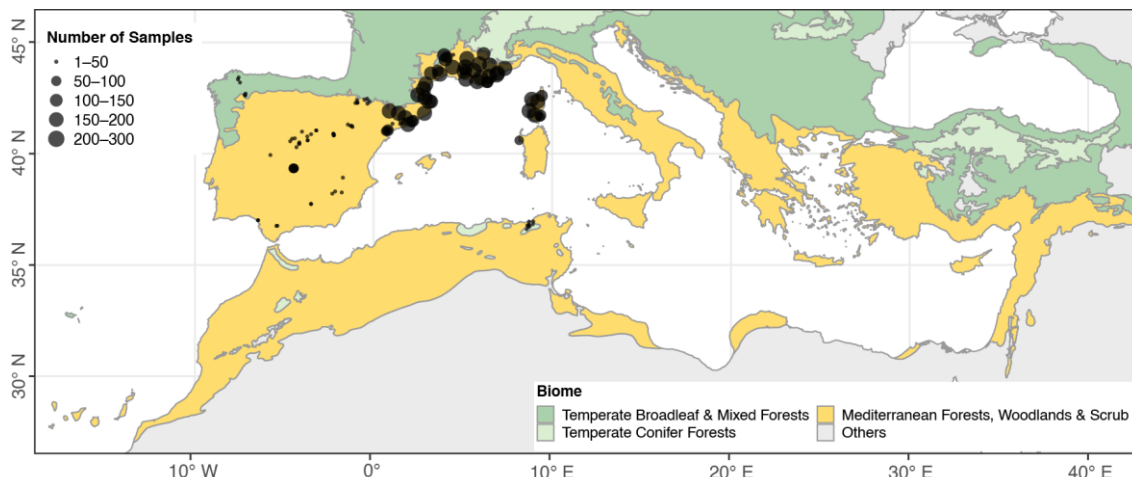 Number of Samples
1–50
50–100
100–150
150–200
200–300
45° N
40° N
35° N
30° N
Biome
Temperate Broadleaf & Mixed Forests
Mediterranean Forests, Woodlands & Scrub
Temperate Conifer Forests
Others
10° W
0°
10° E
20° E
30° E
40° E